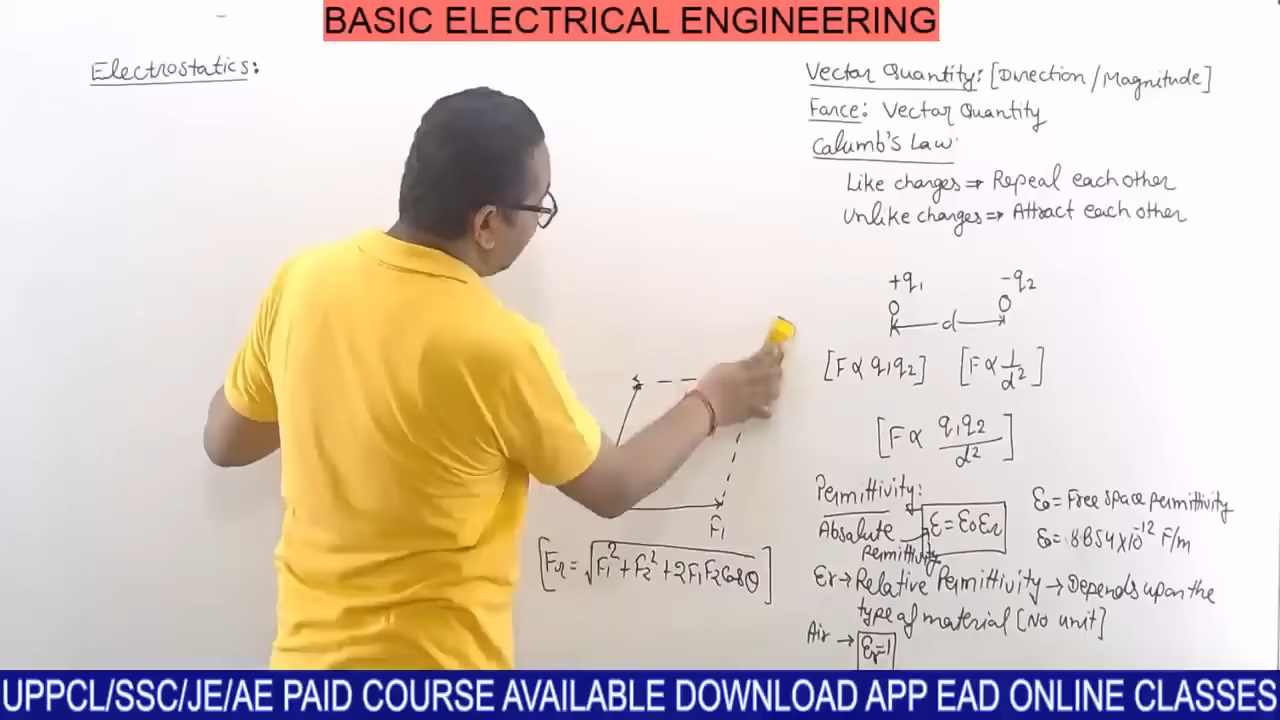 BASIC ELECTRICAL ENGINEERING
Electrostatics:
Vector Quantity: [Direction / Magnitude]
Force: Vector Quantity
Calumb's Law
Like charges ⇒ Repeal each other
Unlike charges ⇒ Attract each other
+q₁ -q₂
d
[F ∝ q₁q₂] [F ∝ 1/d²]
[F ∝ q₁q₂/d²]
F₁
[Fr = √F₁² + F₂² + 2F₁F₂ Cosθ]
Permittivity:
Absolute → ε = ε₀εr
Permittivity
ε₀ = Free space permittivity
ε₀ = 8.854 × 10⁻¹² F/m
εr → Relative Permittivity → Depends upon the
type of material [No unit]
Air → εr=1
UPPCL/SSC/JE/AE PAID COURSE AVAILABLE DOWNLOAD APP EAD ONLINE CLASSES